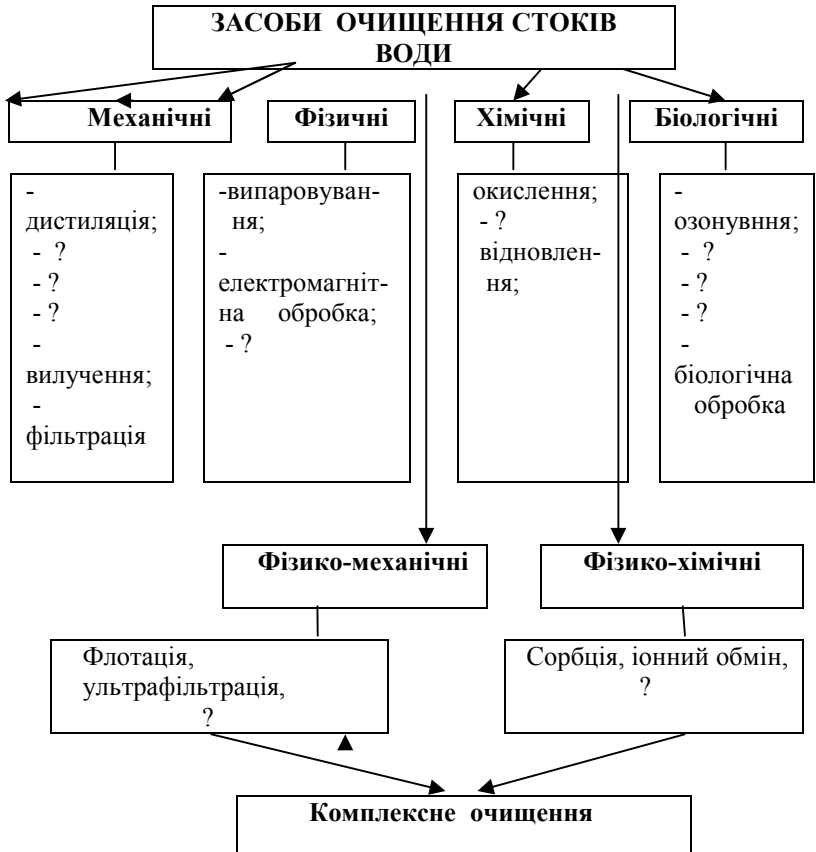 ЗАСОБИ ОЧИЩЕННЯ СТОКІВ
ВОДИ
Механічні
Фізичні
Хімічні
Біологічні
-
дистиляція;
- ?
- ?
- ?
-
вилучення;
-
фільтрація
-випаровуван-
ня;
-
електромагніт-
на обробка;
- ?
окислення;
- ?
відновлен-
ня;
-
озонувння;
- ?
- ?
- ?
-
біологічна
обробка
Фізико-механічні
Фізико-хімічні
Флотація,
ультрафільтрація,
?
Сорбція, іонний обмін,
?
Комплексне очищення